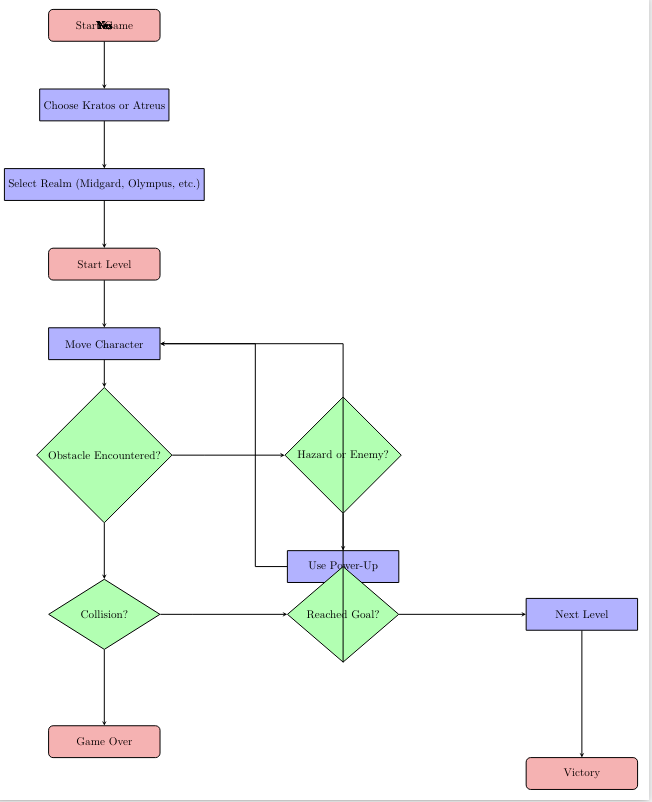 Start Game
Choose Kratos or Atreus
Select Realm (Midgard, Olympus, etc.)
Start Level
Move Character
Obstacle Encountered?
Hazard or Enemy?
Use Power-Up
Collision?
Reached Goal?
Next Level
Game Over
Victory